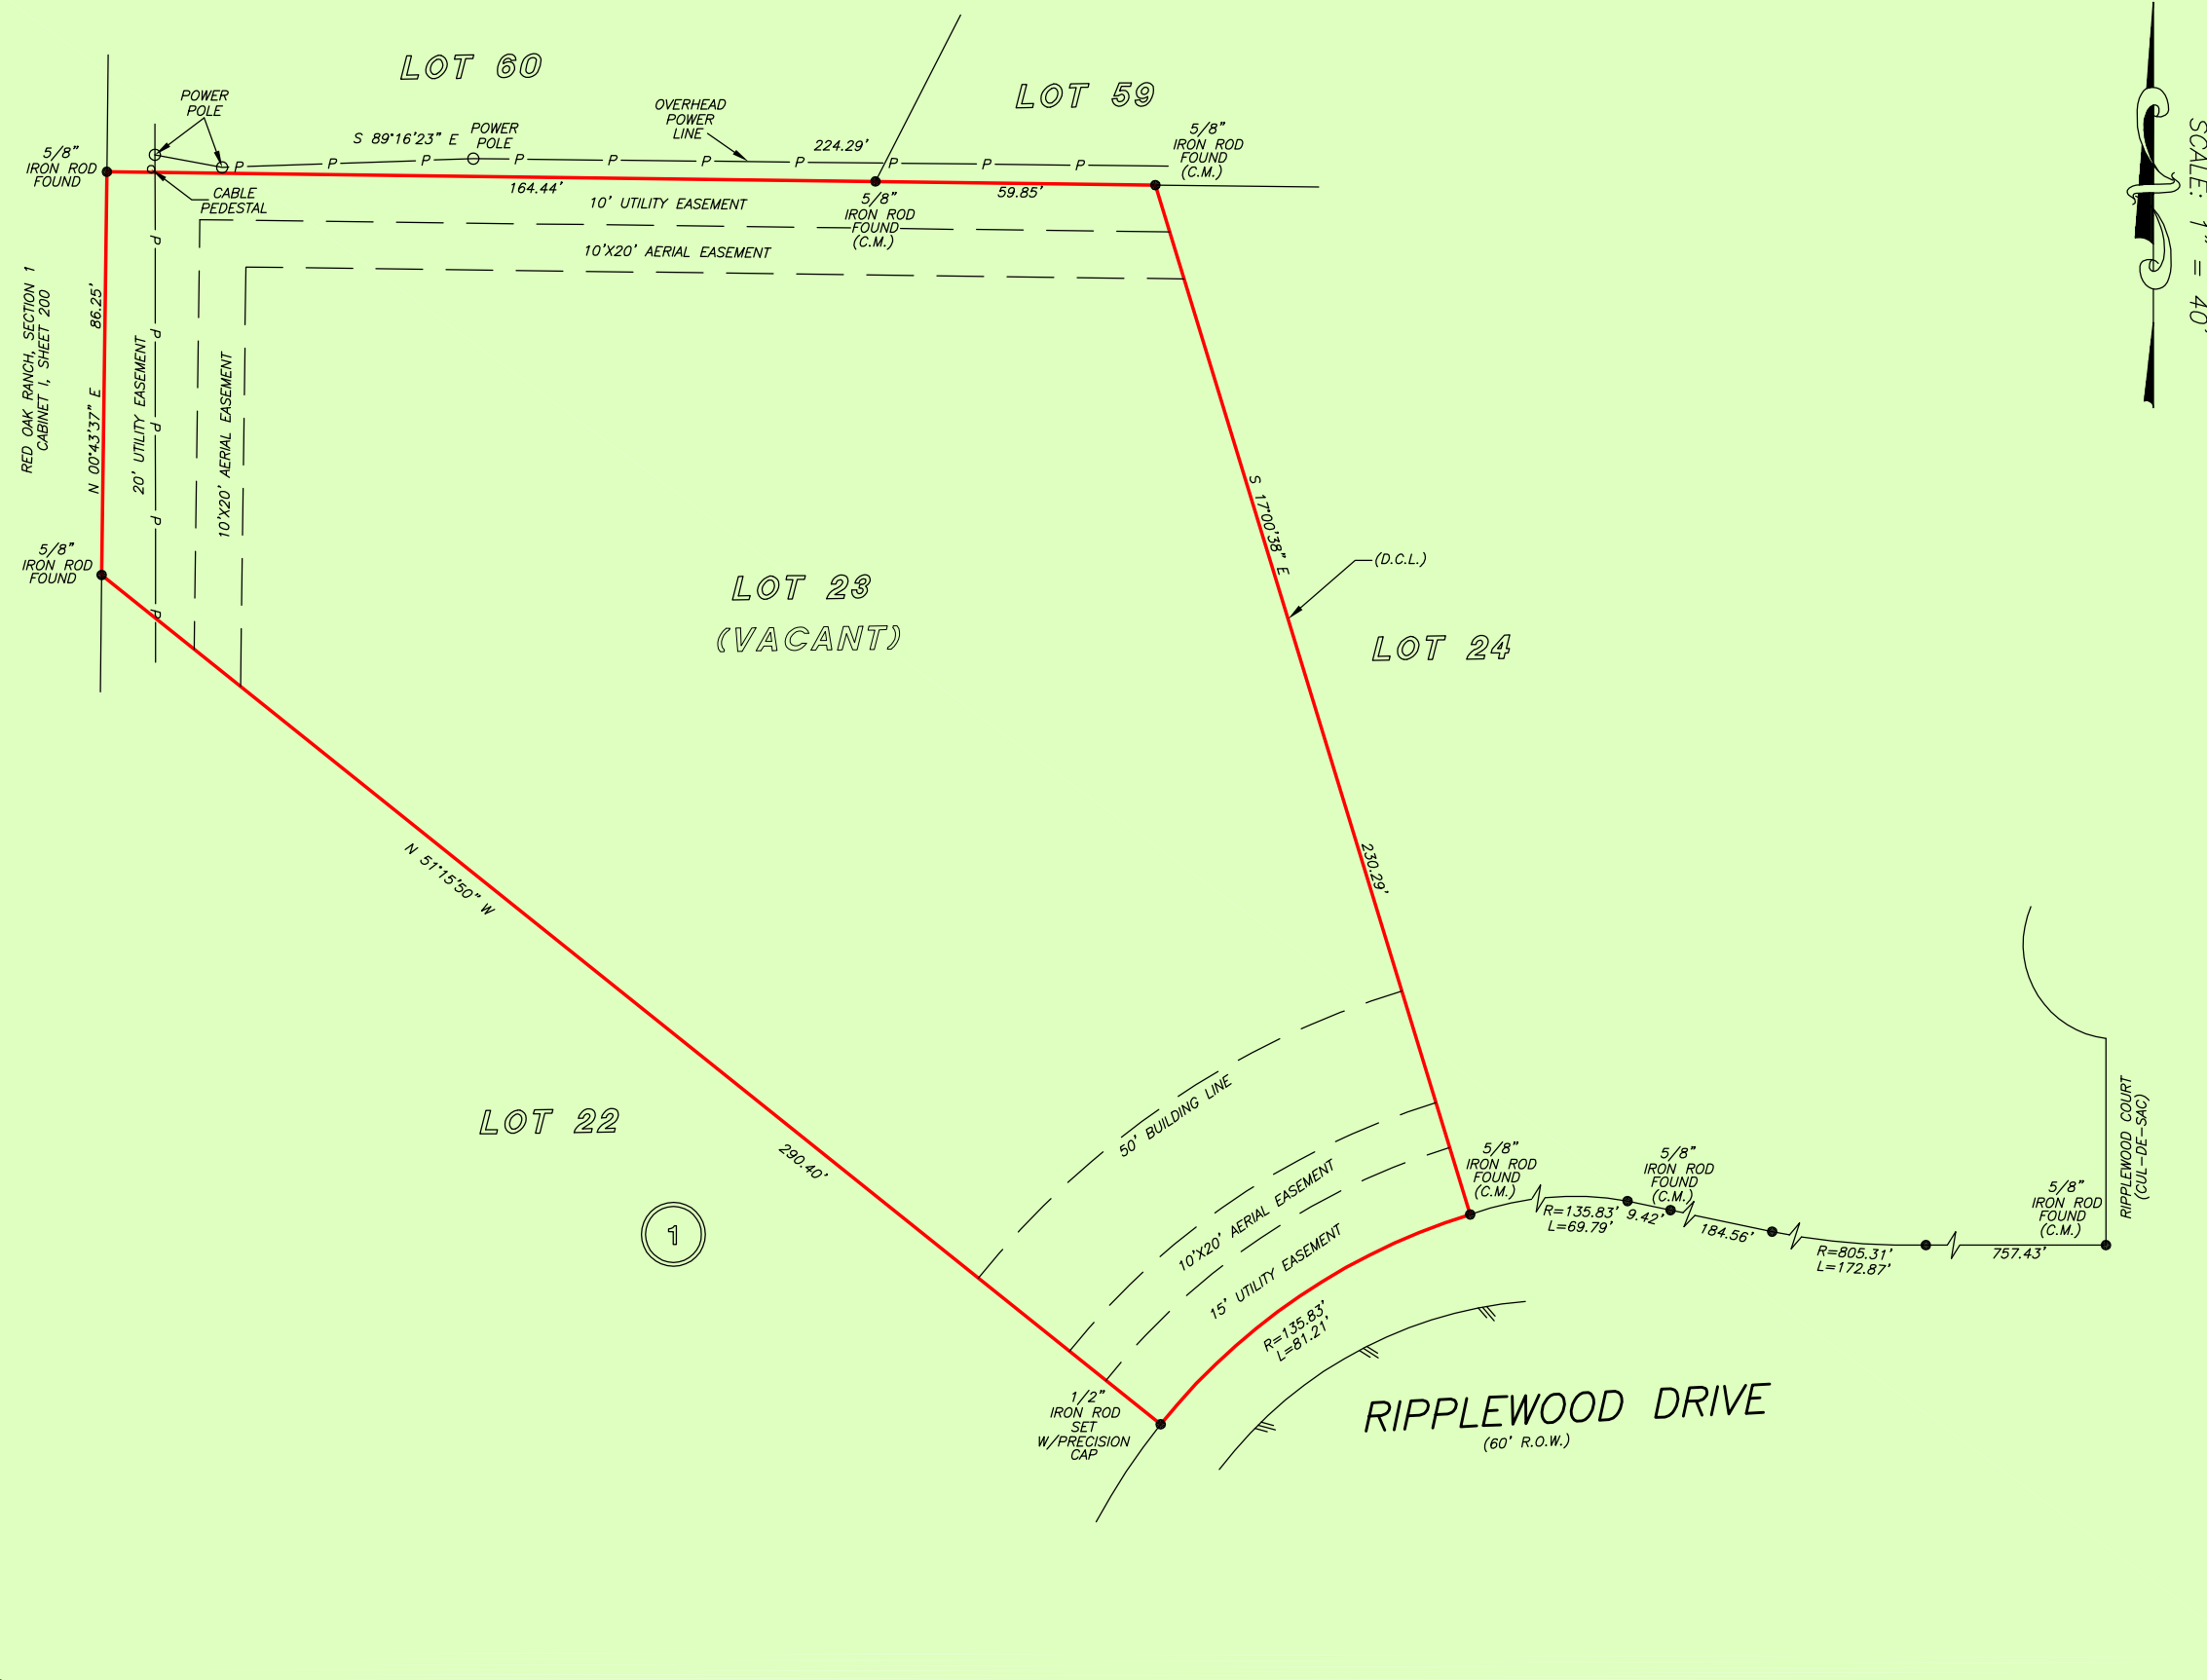 LOT 60
LOT 59
POWER
POLE
OVERHEAD
POWER
LINE
S 89°16'23" E
POWER
POLE
224.29'
5/8"
IRON ROD
FOUND
(C.M.)
5/8"
IRON ROD
FOUND
P P P P P P P P P P
164.44'
59.85'
CABLE
PEDESTAL
10' UTILITY EASEMENT
5/8"
IRON ROD
FOUND
(C.M.)
10'X20' AERIAL EASEMENT
SCALE: 1" = 40'
RED OAK RANCH, SECTION 1
CABINET I, SHEET 200
N 00°43'37" E
86.25'
20' UTILITY EASEMENT
P P P P P
10'X20' AERIAL EASEMENT
5/8"
IRON ROD
FOUND
S 17°00'38" E
(D.C.L.)
LOT 23
(VACANT)
LOT 24
230.29'
N 51°15'50" W
290.40'
LOT 22
1
50' BUILDING LINE
10'X20' AERIAL EASEMENT
15' UTILITY EASEMENT
R=135.83'
L=81.21'
5/8"
IRON ROD
FOUND
(C.M.)
R=135.83'
L=69.79'
9.42'
5/8"
IRON ROD
FOUND
(C.M.)
184.56'
R=805.31'
L=172.87'
757.43'
5/8"
IRON ROD
FOUND
(C.M.)
RIPPLEWOOD COURT
(CUL-DE-SAC)
1/2"
IRON ROD
SET
W/PRECISION
CAP
RIPPLEWOOD DRIVE
(60' R.O.W.)